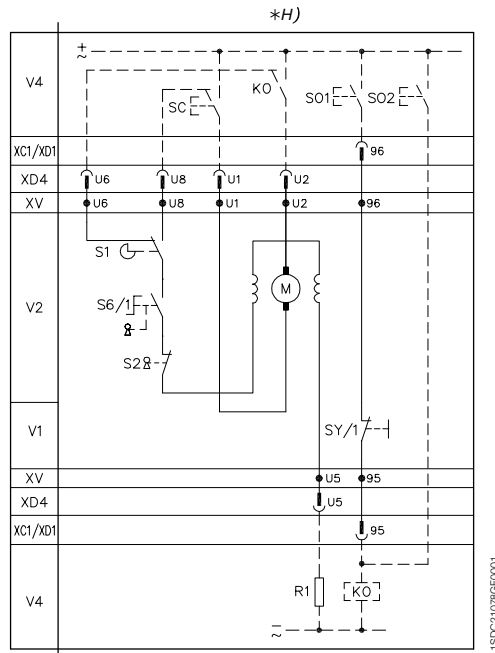 *H)
+
~
V4
SC
KO
SO1
SO2
XC1/XD1
96
XD4
U6
U8
U1
U2
XV
U6
U8
U1
U2
96
V2
S1
M
S6/1
S2
V1
SY/1
XV
U5
95
XD4
U5
XC1/XD1
95
V4
R1
KO
~
1SDC210Z8GF0001